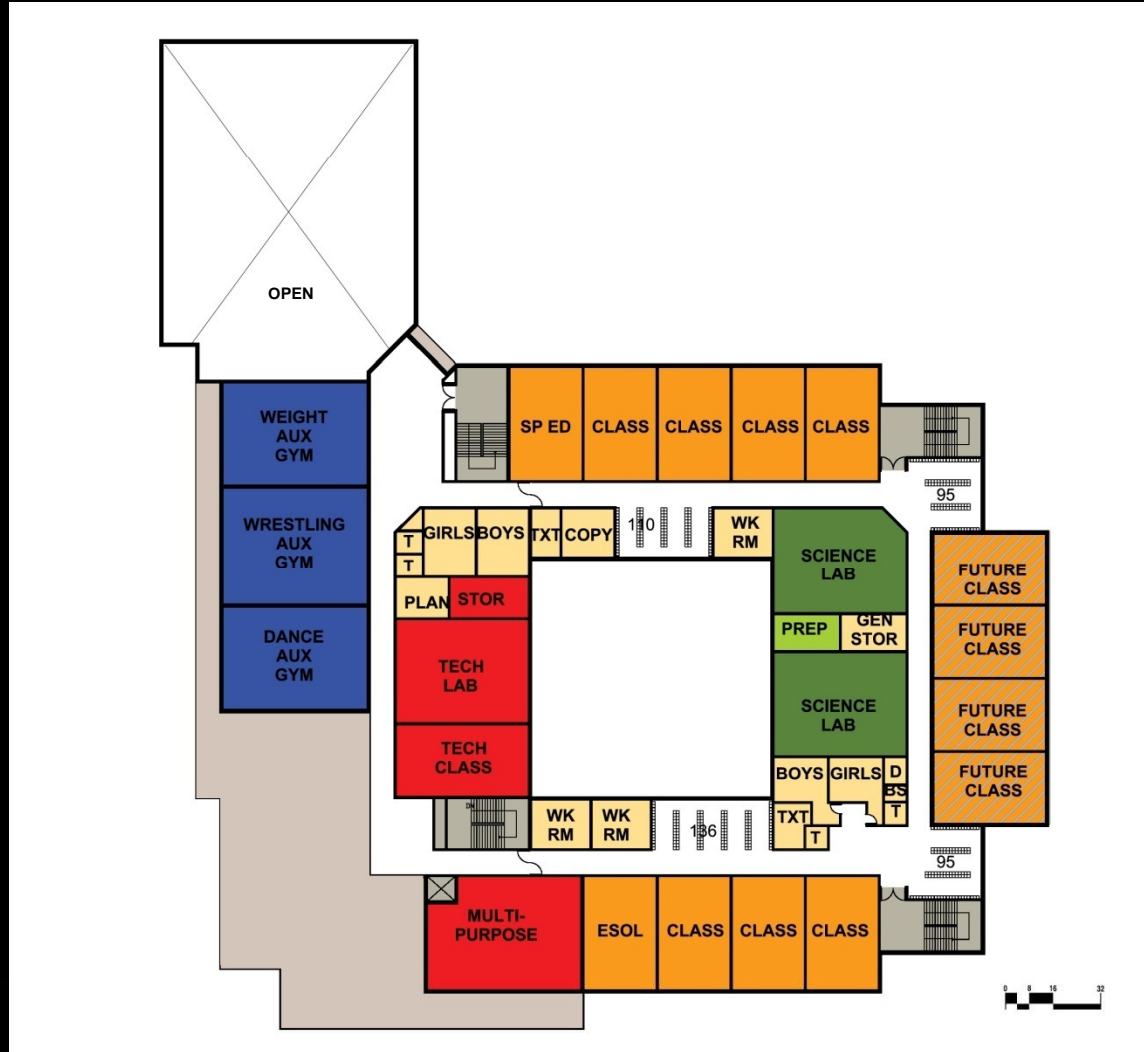 OPEN
WEIGHT
AUX
GYM
SP ED
CLASS
CLASS
CLASS
CLASS
95
WRESTLING
AUX
GYM
T
T
GIRLS
BOYS
TXT
COPY
110
WK
RM
SCIENCE
LAB
FUTURE
CLASS
PLAN
STOR
PREP
GEN
STOR
FUTURE
CLASS
DANCE
AUX
GYM
TECH
LAB
SCIENCE
LAB
FUTURE
CLASS
TECH
CLASS
BOYS
GIRLS
D
BS
T
FUTURE
CLASS
DN
WK
RM
WK
RM
136
TXT
T
95
MULTI-
PURPOSE
ESOL
CLASS
CLASS
CLASS
0 8 16 32